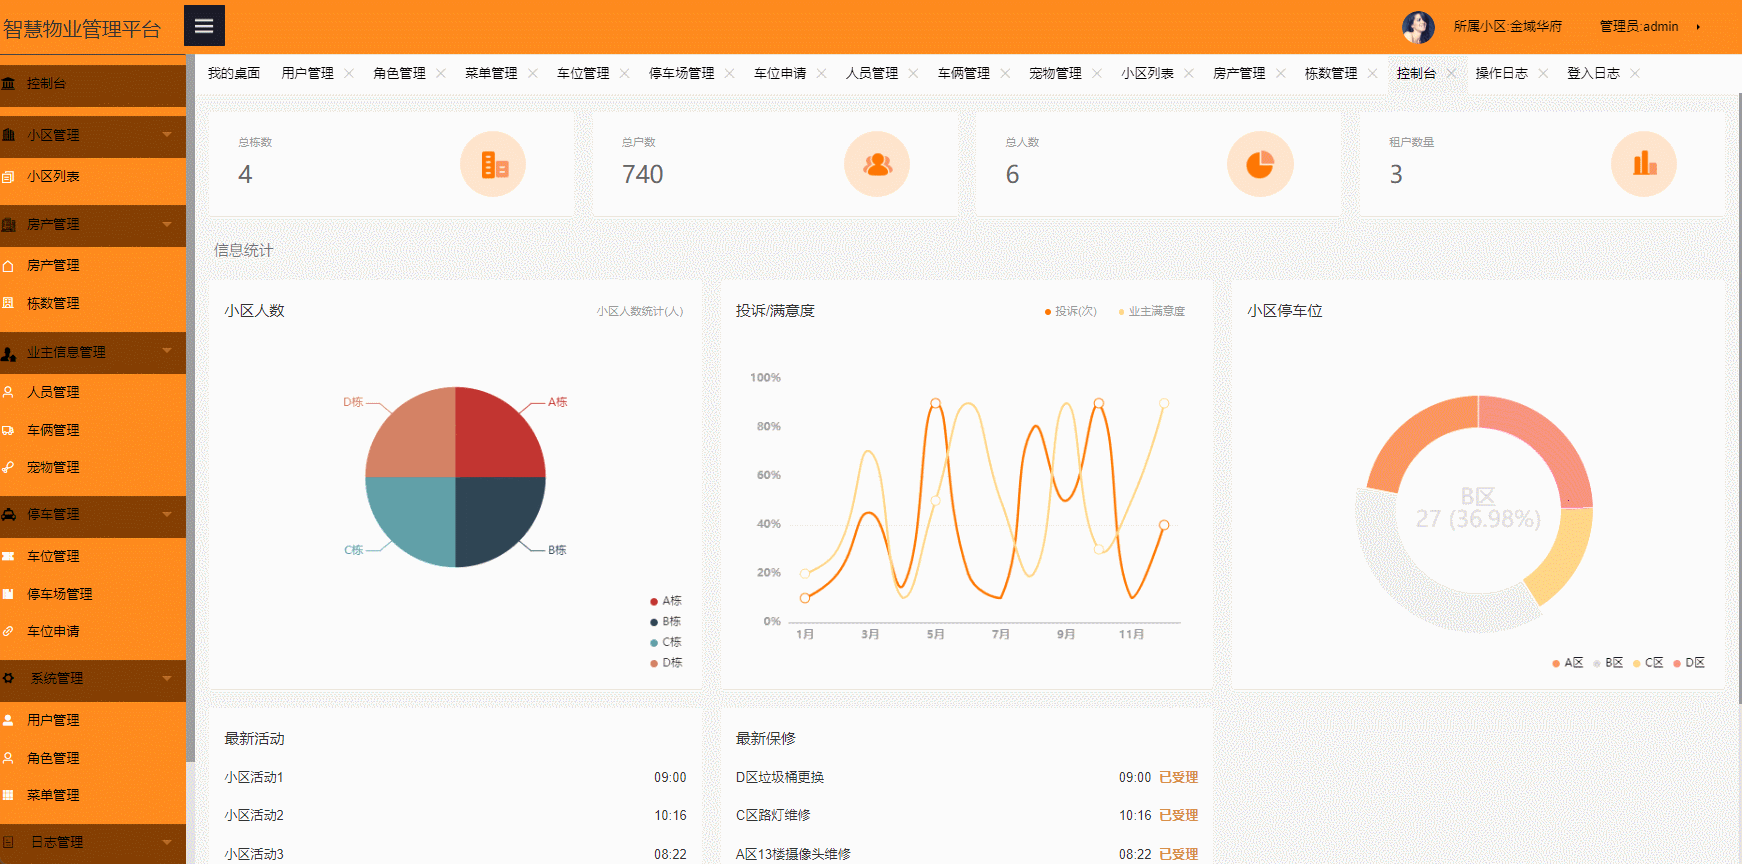 智慧物业管理平台
所属小区:金域华府
管理员:admin
控制台
小区管理
小区列表
房产管理
房产管理
栋数管理
业主信息管理
人员管理
车俩管理
宠物管理
停车管理
车位管理
停车场管理
车位申请
系统管理
用户管理
角色管理
菜单管理
日志管理
我的桌面 用户管理 角色管理 菜单管理 车位管理 停车场管理 车位申请 人员管理 车俩管理 宠物管理 小区列表 房产管理 栋数管理 控制台 操作日志 登入日志
总栋数
4
总户数
740
总人数
6
租户数量
3
信息统计
小区人数
小区人数统计(人)
D栋
A栋
C栋
B栋
A栋
B栋
C栋
D栋
投诉/满意度
投诉(次) 业主满意度
100%
80%
60%
40%
20%
0%
1月 3月 5月 7月 9月 11月
小区停车位
B区
27 (36.98%)
A区 B区 C区 D区
最新活动
小区活动1 09:00
小区活动2 10:16
小区活动3 08:22
最新保修
D区垃圾桶更换 09:00 已受理
C区路灯维修 10:16 已受理
A区13楼摄像头维修 08:22 已受理